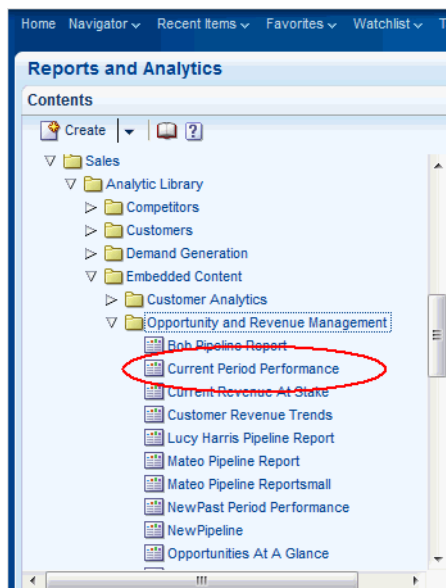 Home Navigator Recent Items Favorites Watchlist T
Reports and Analytics
Contents
Create
Sales
Analytic Library
Competitors
Customers
Demand Generation
Embedded Content
Customer Analytics
Opportunity and Revenue Management
Bob Pipeline Report
Current Period Performance
Current Revenue At Stake
Customer Revenue Trends
Lucy Harris Pipeline Report
Mateo Pipeline Report
Mateo Pipeline Reportsmall
NewPast Period Performance
NewPipeline
Opportunities At A Glance